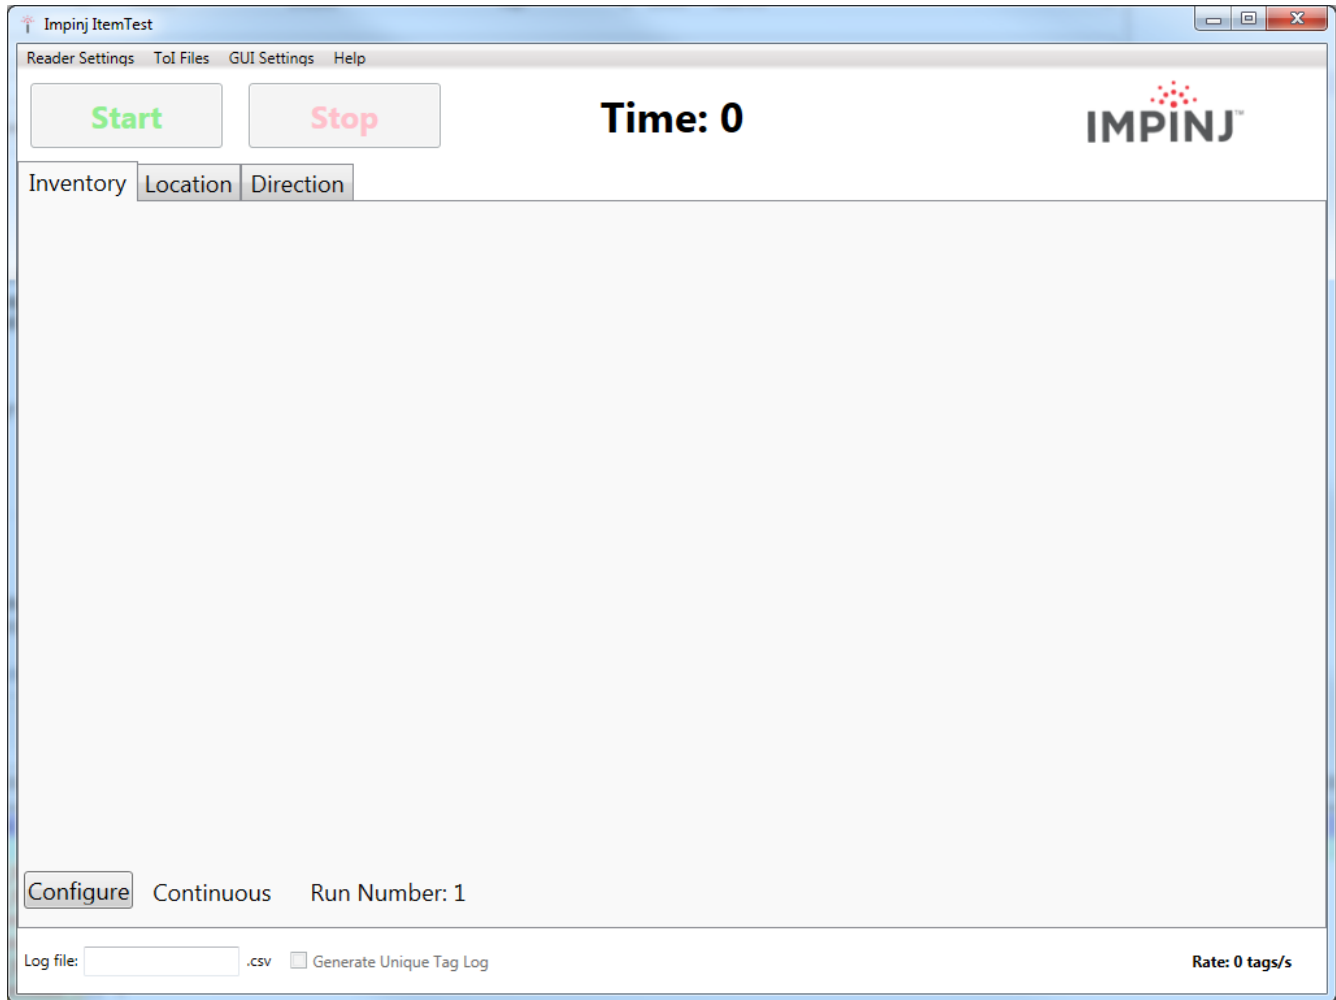 Impinj ItemTest
Reader Settings ToI Files GUI Settings Help
Start Stop Time: 0 IMPINJ™
Inventory Location Direction
Configure Continuous Run Number: 1
Log file: .csv Generate Unique Tag Log Rate: 0 tags/s